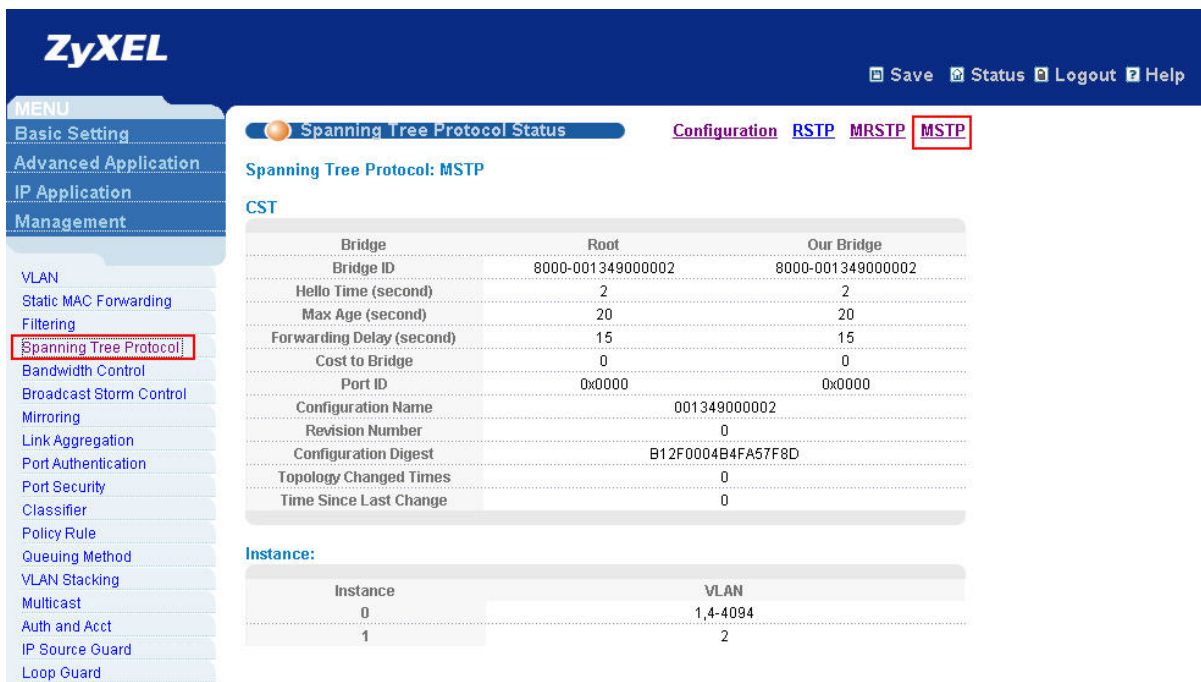 ZyXEL
Save Status Logout Help
MENU
Basic Setting
Advanced Application
IP Application
Management
VLAN
Static MAC Forwarding
Filtering
Spanning Tree Protocol
Bandwidth Control
Broadcast Storm Control
Mirroring
Link Aggregation
Port Authentication
Port Security
Classifier
Policy Rule
Queuing Method
VLAN Stacking
Multicast
Auth and Acct
IP Source Guard
Loop Guard
Spanning Tree Protocol Status Configuration RSTP MRSTP MSTP
Spanning Tree Protocol: MSTP
CST
Bridge Root Our Bridge
Bridge ID 8000-001349000002 8000-001349000002
Hello Time (second) 2 2
Max Age (second) 20 20
Forwarding Delay (second) 15 15
Cost to Bridge 0 0
Port ID 0x0000 0x0000
Configuration Name 001349000002
Revision Number 0
Configuration Digest B12F0004B4FA57F8D
Topology Changed Times 0
Time Since Last Change 0
Instance:
Instance VLAN
0 1,4-4094
1 2